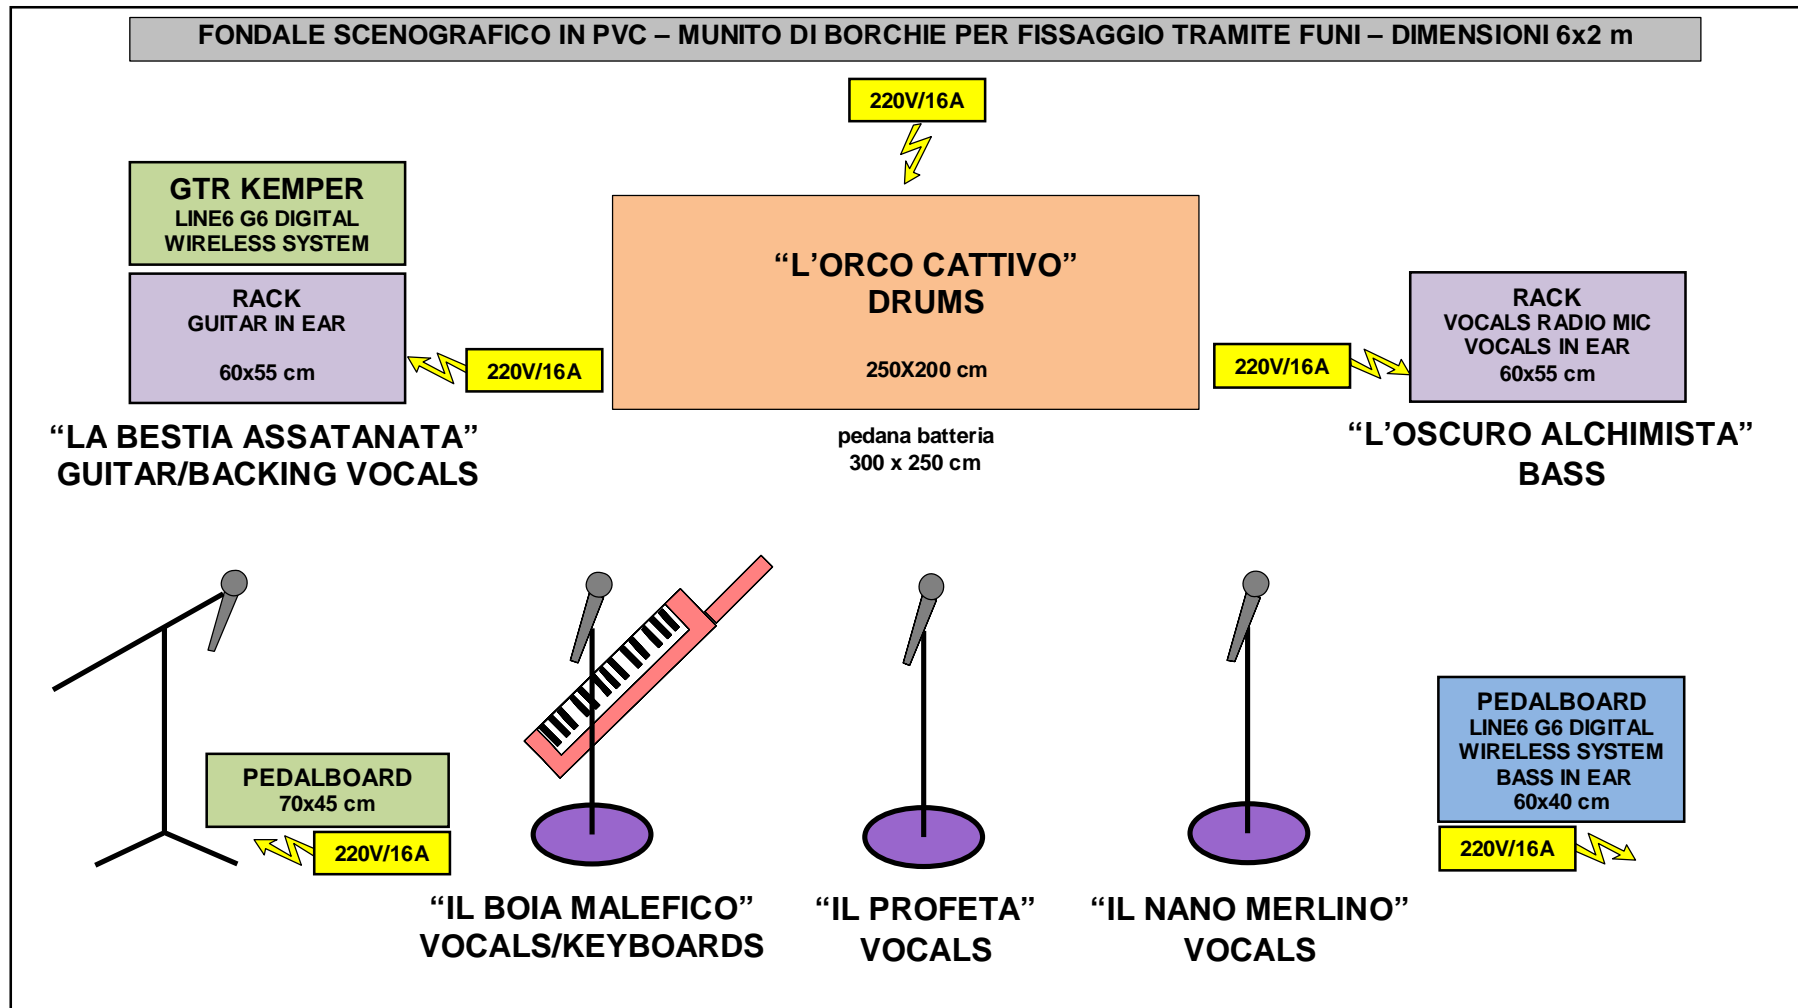 FONDALE SCENOGRAFICO IN PVC – MUNITO DI BORCHIE PER FISSAGGIO TRAMITE FUNI – DIMENSIONI 6x2 m
220V/16A
GTR KEMPER
LINE6 G6 DIGITAL
WIRELESS SYSTEM
RACK
GUITAR IN EAR
60x55 cm
220V/16A
“LA BESTIA ASSATANATA”
GUITAR/BACKING VOCALS
“L’ORCO CATTIVO”
DRUMS
250X200 cm
pedana batteria
300 x 250 cm
220V/16A
RACK
VOCALS RADIO MIC
VOCALS IN EAR
60x55 cm
“L’OSCURO ALCHIMISTA”
BASS
PEDALBOARD
70x45 cm
220V/16A
“IL BOIA MALEFICO”
VOCALS/KEYBOARDS
“IL PROFETA”
VOCALS
“IL NANO MERLINO”
VOCALS
PEDALBOARD
LINE6 G6 DIGITAL
WIRELESS SYSTEM
BASS IN EAR
60x40 cm
220V/16A